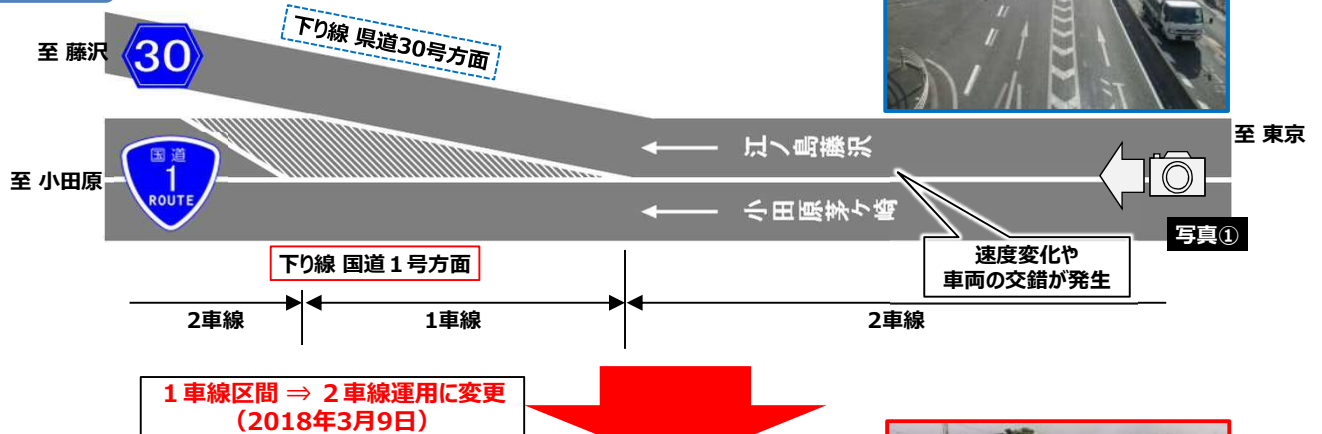 下り線 県道30号方面
至 藤沢
30
江ノ島藤沢
至 東京
国道
1
ROUTE
至 小田原
小田原茅ケ崎
写真①
速度変化や
車両の交錯が発生
下り線 国道1号方面
2車線
1車線
2車線
1車線区間 ⇒ 2車線運用に変更
(2018年3月9日)